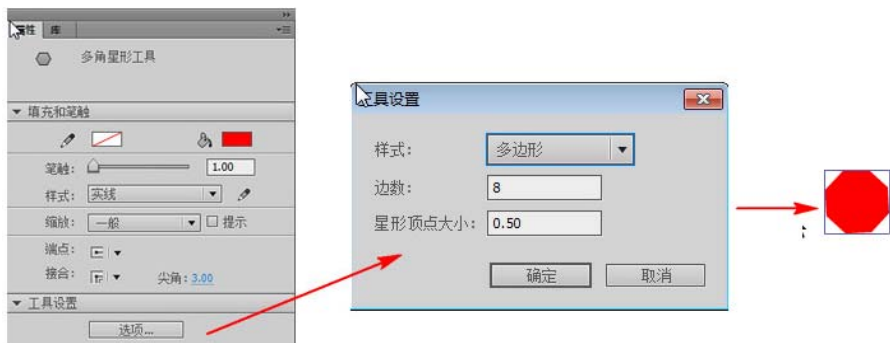 属性 库
多角星形工具
填充和笔触
笔触: 1.00
样式: 实线
缩放: 一般 提示
端点:
接合: 尖角: 3.00
工具设置
选项...
工具设置
样式: 多边形
边数: 8
星形顶点大小: 0.50
确定 取消